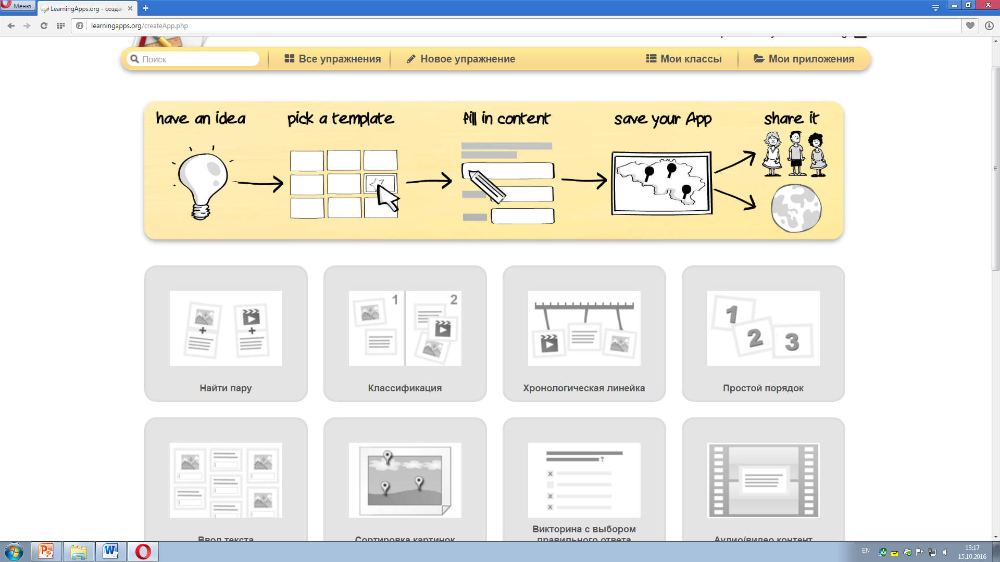 Меню
LearningApps.org - создан
learningapps.org/createApp.php
Поиск
Все упражнения
Новое упражнение
Мои классы
Мои приложения
have an idea
pick a template
fill in content
save your App
share it
1
2
1
2
3
Найти пару
Классификация
Хронологическая линейка
Простой порядок
?
x
x
x
Ввод текста
Сортировка картинок
Викторина с выбором
правильного ответа
Аудио/видео контент
EN
13:17
15.10.2016